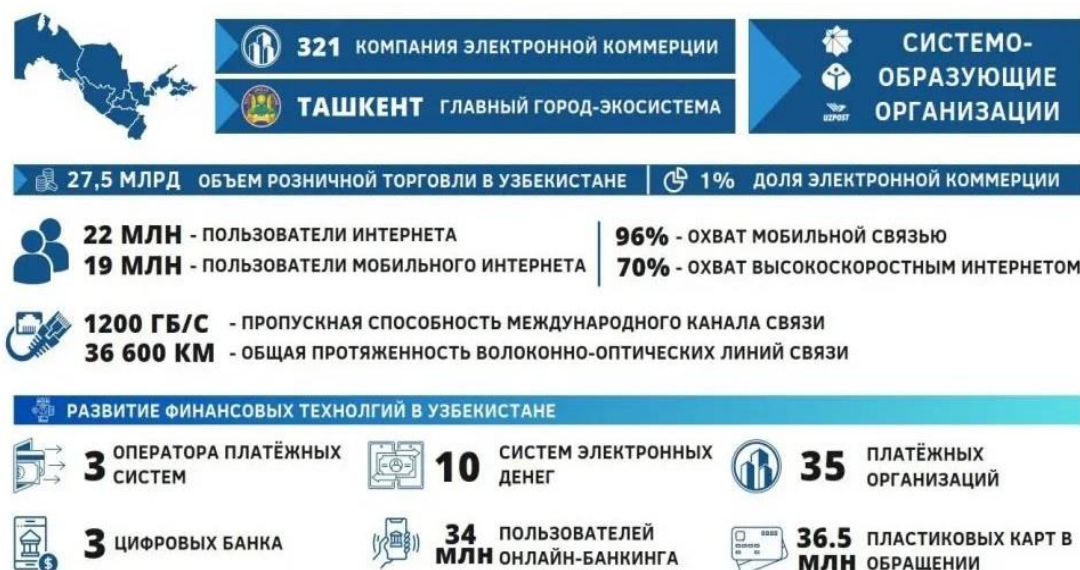 321 КОМПАНИЯ ЭЛЕКТРОННОЙ КОММЕРЦИИ
ТАШКЕНТ ГЛАВНЫЙ ГОРОД-ЭКОСИСТЕМА
UZPOST
СИСТЕМО-
ОБРАЗУЮЩИЕ
ОРГАНИЗАЦИИ
27,5 МЛРД ОБЪЕМ РОЗНИЧНОЙ ТОРГОВЛИ В УЗБЕКИСТАНЕ
1% ДОЛЯ ЭЛЕКТРОННОЙ КОММЕРЦИИ
22 МЛН - ПОЛЬЗОВАТЕЛИ ИНТЕРНЕТА
19 МЛН - ПОЛЬЗОВАТЕЛИ МОБИЛЬНОГО ИНТЕРНЕТА
96% - ОХВАТ МОБИЛЬНОЙ СВЯЗЬЮ
70% - ОХВАТ ВЫСОКОСКОРОСТНЫМ ИНТЕРНЕТОМ
1200 ГБ/С - ПРОПУСКНАЯ СПОСОБНОСТЬ МЕЖДУНАРОДНОГО КАНАЛА СВЯЗИ
36 600 КМ - ОБЩАЯ ПРОТЯЖЕННОСТЬ ВОЛОКОННО-ОПТИЧЕСКИХ ЛИНИЙ СВЯЗИ
РАЗВИТИЕ ФИНАНСОВЫХ ТЕХНОЛГИЙ В УЗБЕКИСТАНЕ
3 ОПЕРАТОРА ПЛАТЁЖНЫХ
СИСТЕМ
10 СИСТЕМ ЭЛЕКТРОННЫХ
ДЕНЕГ
35 ПЛАТЁЖНЫХ
ОРГАНИЗАЦИЙ
3 ЦИФРОВЫХ БАНКА
34 МЛН ПОЛЬЗОВАТЕЛЕЙ
ОНЛАЙН-БАНКИНГА
36.5 МЛН ПЛАСТИКОВЫХ КАРТ В
ОБРАЩЕНИИ